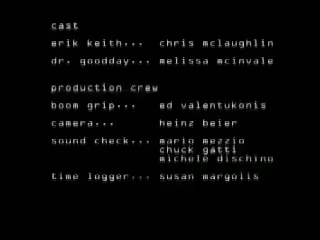 cast
erik keith... chris mclaughlin
dr. goodday... melissa mcinvale
production crew
boom grip... ed valentukonis
camera... heinz beier
sound check... mario mezzio
chuck gatti
michele dischino
time logger... susan margolis